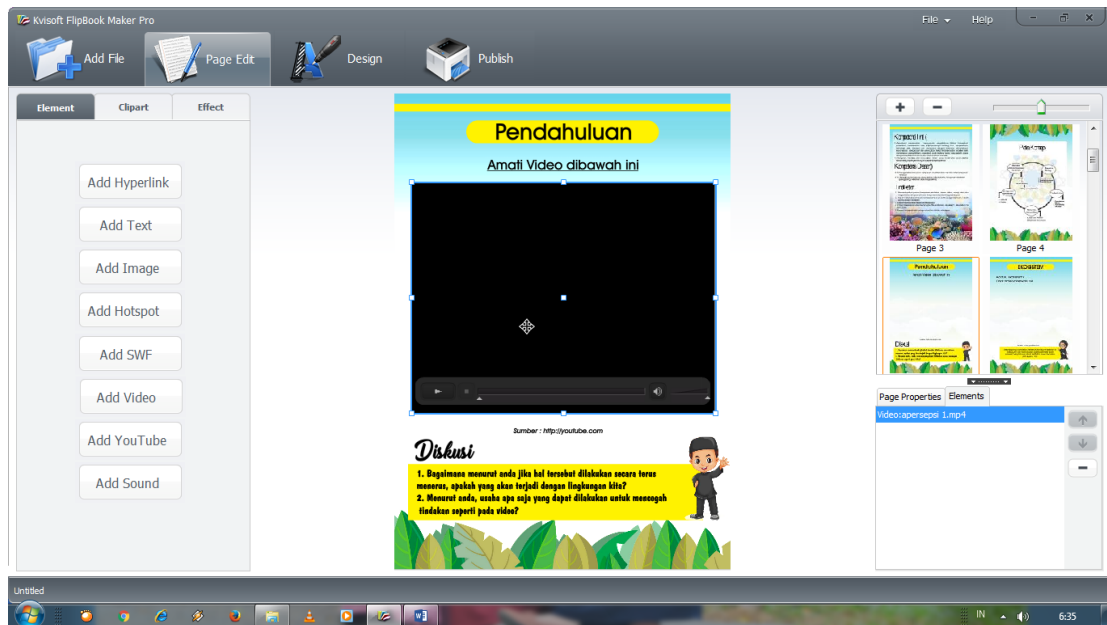 Kvisoft FlipBook Maker Pro
File
Help
Add File
Page Edit
Design
Publish
Element
Clipart
Effect
Add Hyperlink
Add Text
Add Image
Add Hotspot
Add SWF
Add Video
Add YouTube
Add Sound
Pendahuluan
Amati Video dibawah ini
Sumber : http://youtube.com
Diskusi
1. Bagaimana menurut anda jika hal tersebut dilakukan secara terus
menerus, apakah yang akan terjadi dengan lingkungan kita?
2. Menurut anda, usaha apa saja yang dapat dilakukan untuk mencegah
tindakan seperti pada video?
Page 3
Page 4
Pendahuluan
Diskusi
Page Properties
Elements
Video:apersepsi 1.mp4
Untitled
IN
6:35